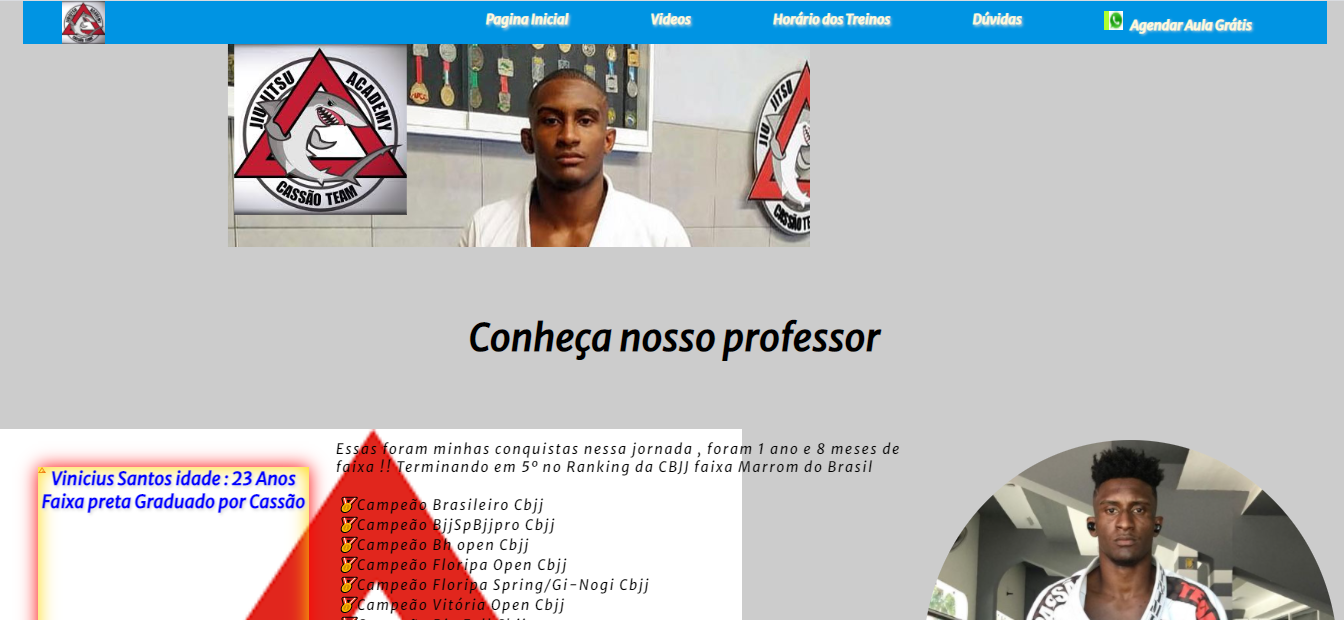 Pagina Inicial
Videos
Horário dos Treinos
Dúvidas
Agendar Aula Grátis
JIU JITSU ACADEMY
CASSÃO TEAM
JIU JITSU
CASSÃO TE
Conheça nosso professor
Vinicius Santos idade : 23 Anos
Faixa preta Graduado por Cassão
Essas foram minhas conquistas nessa jornada , foram 1 ano e 8 meses de
faixa !! Terminando em 5º no Ranking da CBJJ faixa Marrom do Brasil
🏅Campeão Brasileiro Cbjj
🏅Campeão BjjSpBjjpro Cbjj
🏅Campeão Bh open Cbjj
🏅Campeão Floripa Open Cbjj
🏅Campeão Floripa Spring/Gi-Nogi Cbjj
🏅Campeão Vitória Open Cbjj